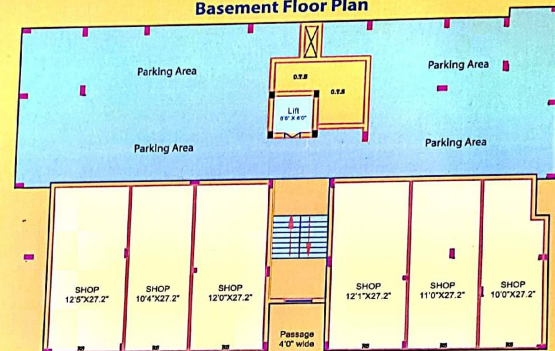 Basement Floor Plan
Parking Area
Parking Area
O.T.S
O.T.S
Lift
Parking Area
Parking Area
SHOP
12'5"X27.2"
SHOP
10'4"X27.2"
SHOP
12'0"X27.2"
SHOP
12'1"X27.2"
SHOP
11'0"X27.2"
SHOP
10'0"X27.2"
Passage
4'0" wide